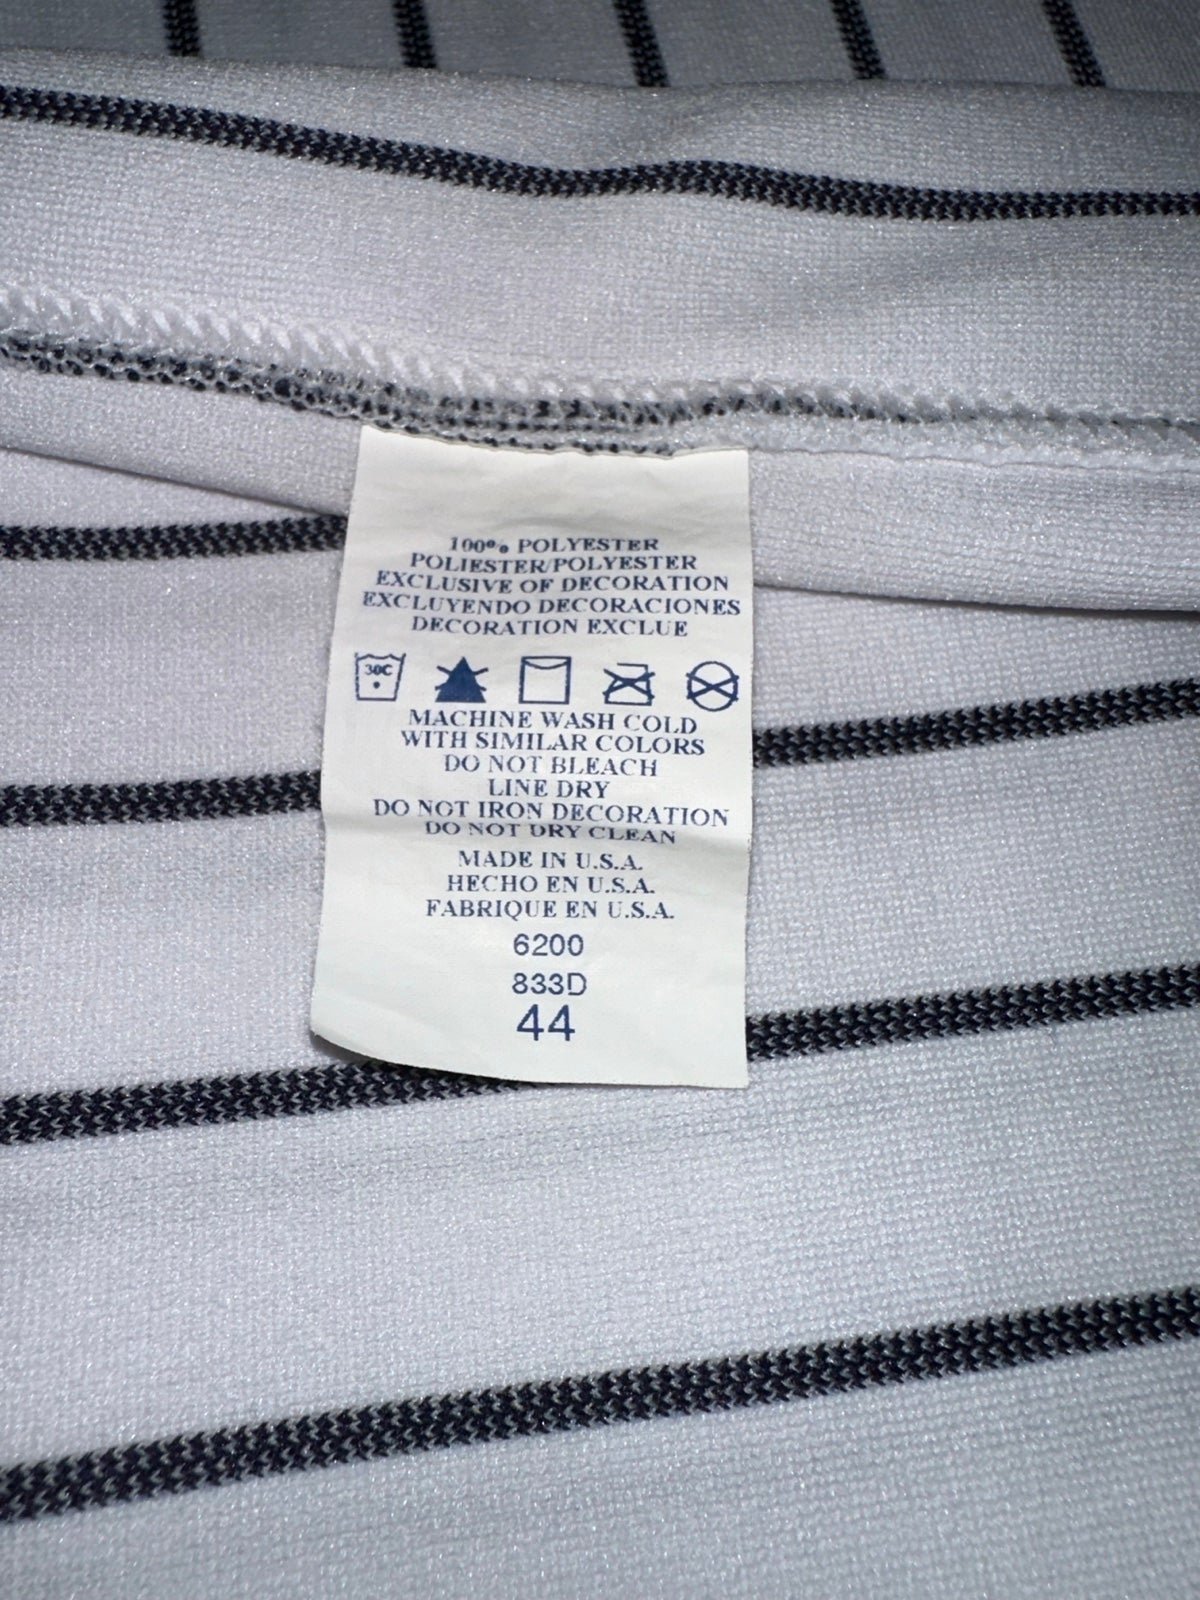 100% POLYESTER
POLIESTER/POLYESTER
EXCLUSIVE OF DECORATION
EXCLUYENDO DECORACIONES
DECORATION EXCLUE
30C
MACHINE WASH COLD
WITH SIMILAR COLORS
DO NOT BLEACH
LINE DRY
DO NOT IRON DECORATION
DO NOT DRY CLEAN
MADE IN U.S.A.
HECHO EN U.S.A.
FABRIQUE EN U.S.A.
6200
833D
44